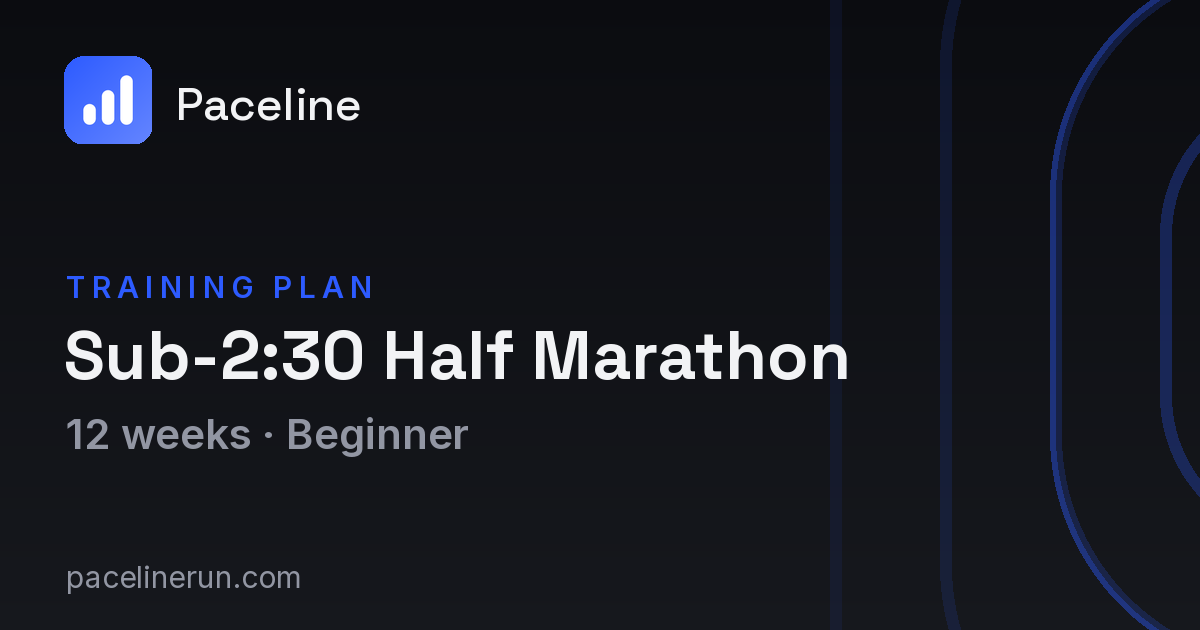 Paceline
TRAINING PLAN
Sub-2:30 Half Marathon
12 weeks · Beginner
pacelinerun.com